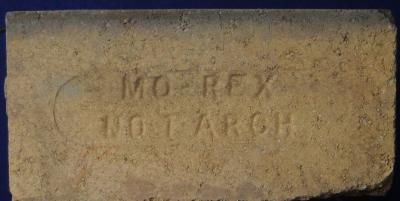 MO-REX
NO 1 ARCH